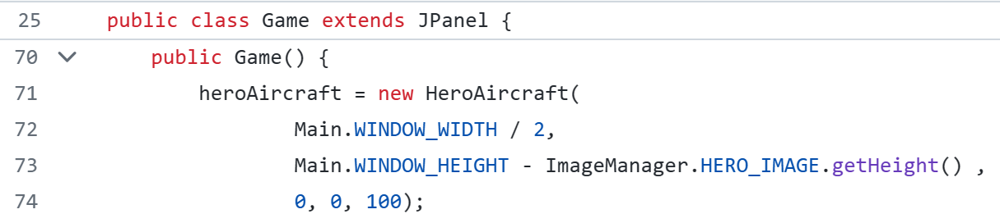 25 public class Game extends JPanel {
70 public Game() {
71 heroAircraft = new HeroAircraft(
72 Main.WINDOW_WIDTH / 2,
73 Main.WINDOW_HEIGHT - ImageManager.HERO_IMAGE.getHeight() ,
74 0, 0, 100);